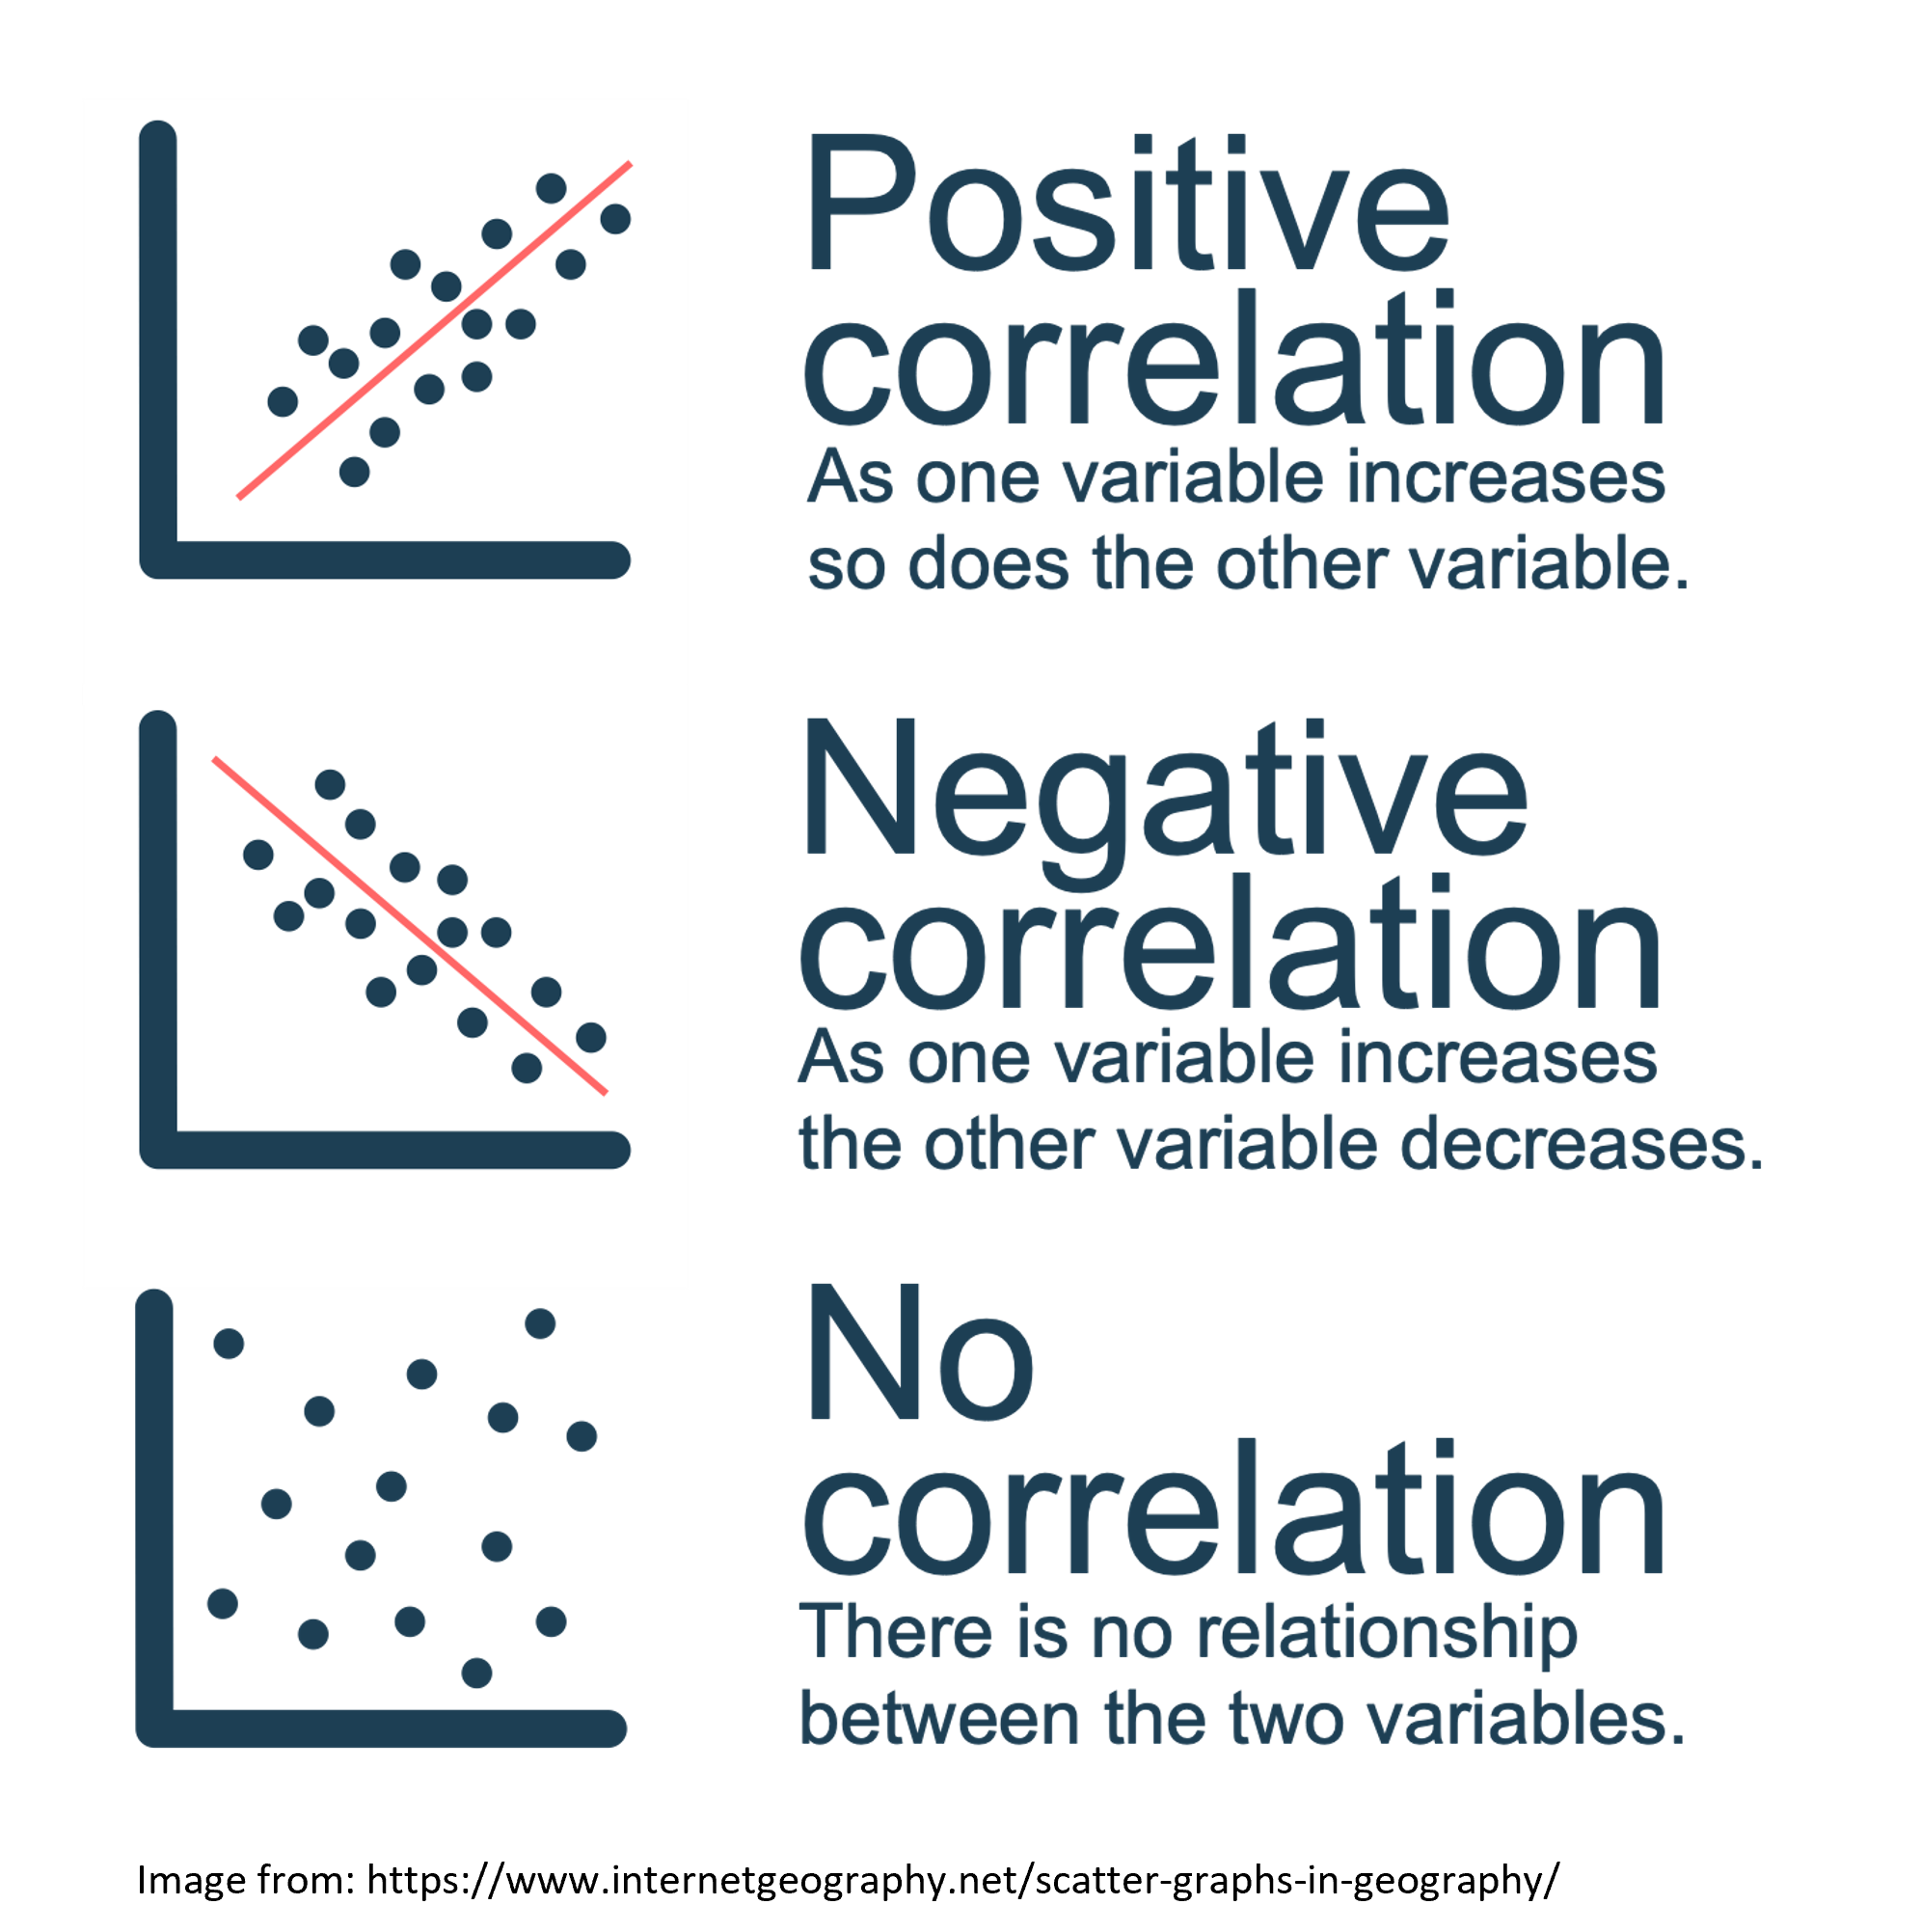 Positive
correlation
As one variable increases
so does the other variable.
Negative
correlation
As one variable increases
the other variable decreases.
No
correlation
There is no relationship
between the two variables.
Image from: https://www.internetgeography.net/scatter-graphs-in-geography/